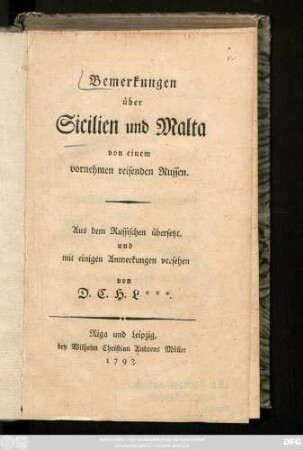 Bemerkungen
über
Sicilien und Malta
von einem
vornehmen reisenden Russen.
Aus dem Russischen übersetzt,
und
mit einigen Anmerkungen versehen
von
D. C. H. L***.
Riga und Leipzig,
bey Wilhelm Christian Andreas Müller
1793